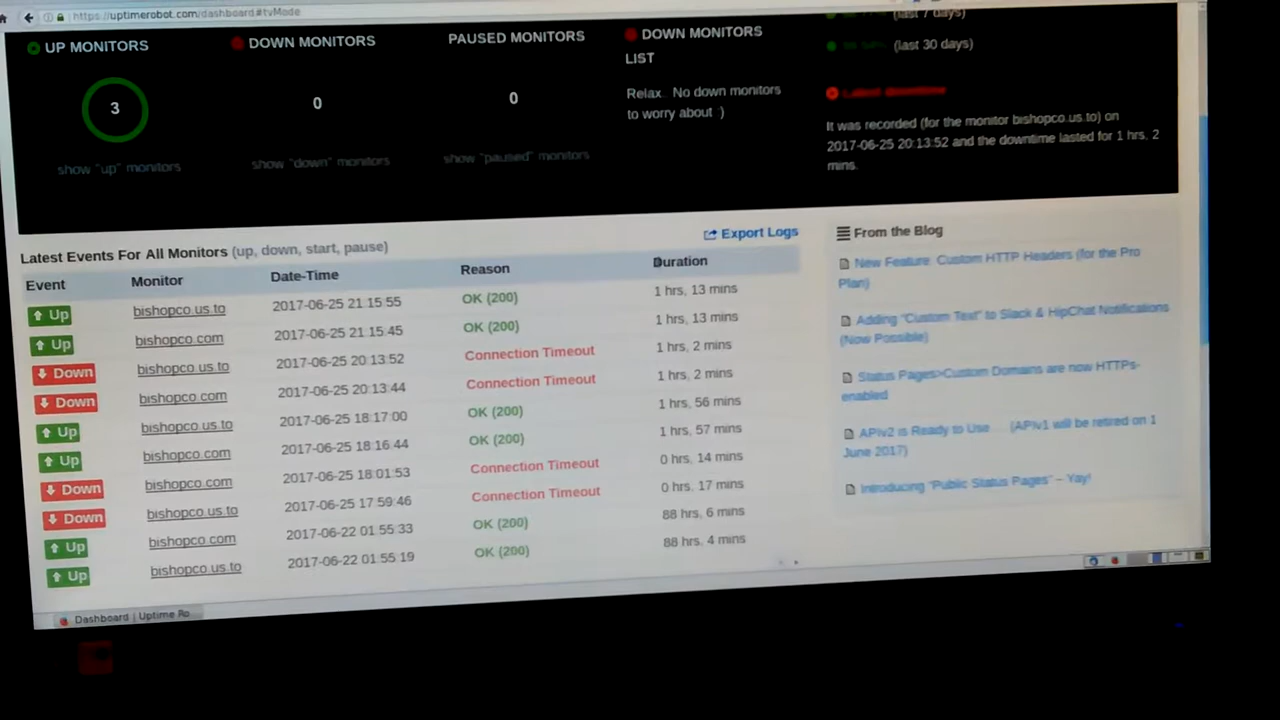 https://uptimerobot.com/dashboard#tvMode
UP MONITORS
3
show "up" monitors
DOWN MONITORS
0
show "down" monitors
PAUSED MONITORS
0
show "paused" monitors
DOWN MONITORS
LIST
Relax. No down monitors
to worry about :)
(last 7 days)
(last 30 days)
Latest downtime
It was recorded (for the monitor bishopco.us.to) on
2017-06-25 20:13:52 and the downtime lasted for 1 hrs, 2
mins.
Latest Events For All Monitors (up, down, start, pause)
Export Logs
Event Monitor Date-Time Reason Duration
Up bishopco.us.to 2017-06-25 21:15:55 OK (200) 1 hrs, 13 mins
Up bishopco.com 2017-06-25 21:15:45 OK (200) 1 hrs, 13 mins
Down bishopco.us.to 2017-06-25 20:13:52 Connection Timeout 1 hrs, 2 mins
Down bishopco.com 2017-06-25 20:13:44 Connection Timeout 1 hrs, 2 mins
Up bishopco.us.to 2017-06-25 18:17:00 OK (200) 1 hrs, 56 mins
Up bishopco.com 2017-06-25 18:16:44 OK (200) 1 hrs, 57 mins
Down bishopco.com 2017-06-25 18:01:53 Connection Timeout 0 hrs, 14 mins
Down bishopco.us.to 2017-06-25 17:59:46 Connection Timeout 0 hrs, 17 mins
Up bishopco.com 2017-06-22 01:55:33 OK (200) 88 hrs, 6 mins
Up bishopco.us.to 2017-06-22 01:55:19 OK (200) 88 hrs, 4 mins
From the Blog
New Feature: Custom HTTP Headers (for the Pro
Plan)
Adding "Custom Text" to Slack & HipChat Notifications
(Now Possible)
Status Pages>Custom Domains are now HTTPs-
enabled
APIv2 is Ready to Use ... (APIv1 will be retired on 1
June 2017)
Introducing "Public Status Pages" – Yay!
Dashboard | Uptime Ro